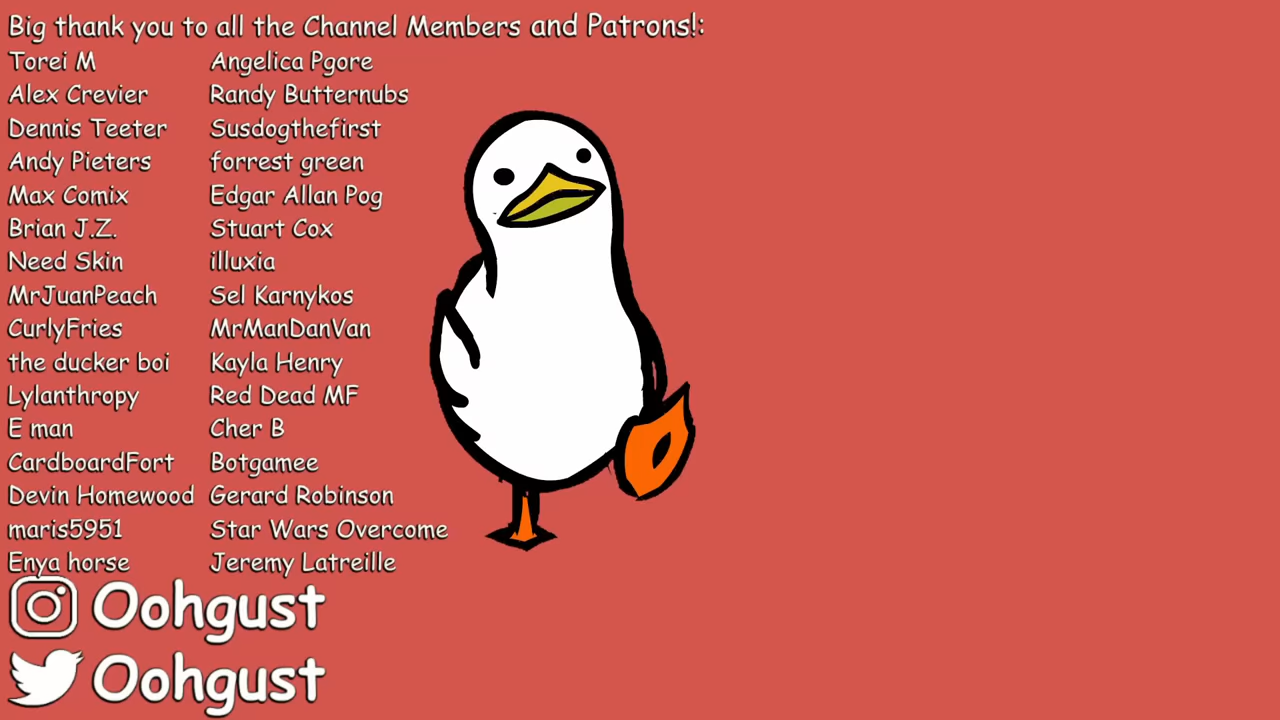 Big thank you to all the Channel Members and Patrons!:
Torei M
Alex Crevier
Dennis Teeter
Andy Pieters
Max Comix
Brian J.Z.
Need Skin
MrJuanPeach
CurlyFries
the ducker boi
Lylanthropy
E man
CardboardFort
Devin Homewood
maris5951
Enya horse
Angelica Pgore
Randy Butternubs
Susdogthefirst
forrest green
Edgar Allan Pog
Stuart Cox
illuxia
Sel Karnykos
MrManDanVan
Kayla Henry
Red Dead MF
Cher B
Botgamee
Gerard Robinson
Star Wars Overcome
Jeremy Latreille
Oohgust
Oohgust